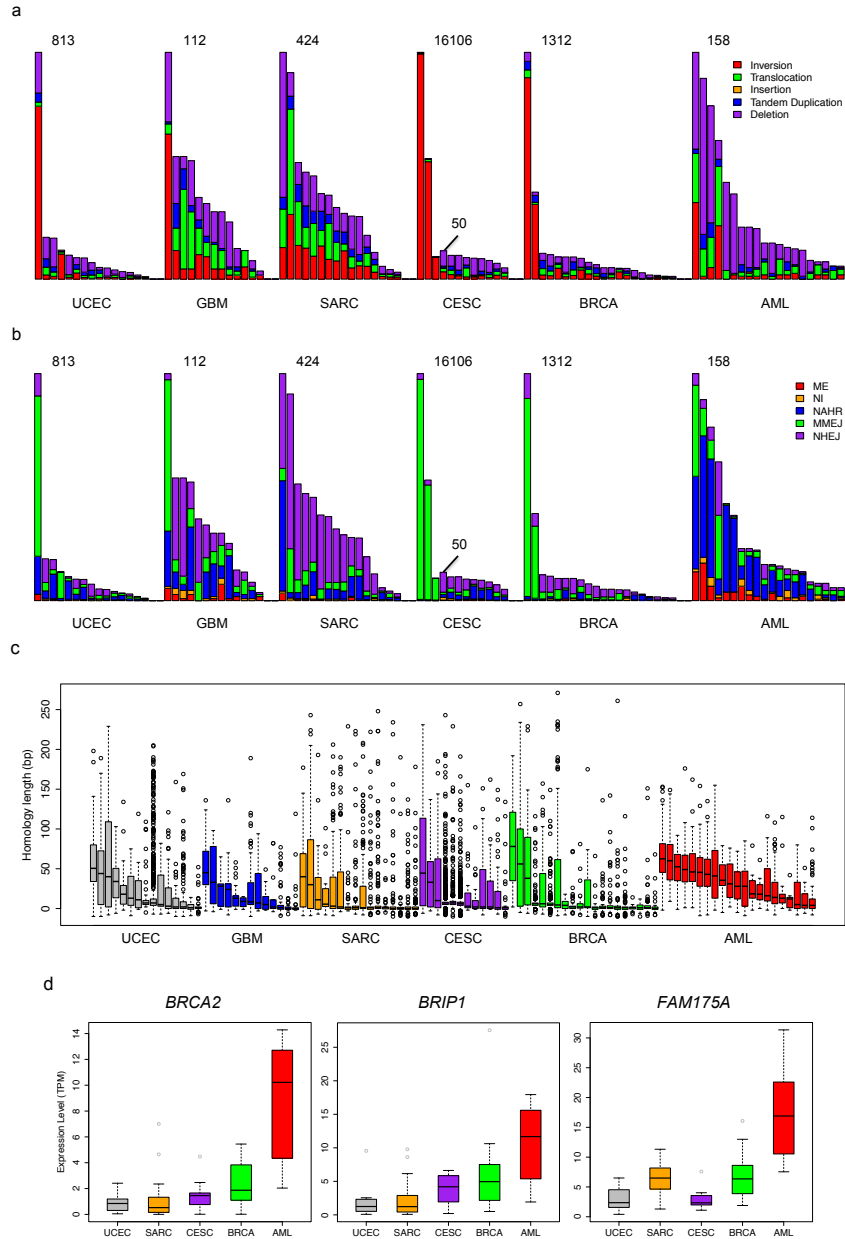 a
813 112 424 16106 1312 158
Inversion
Translocation
Insertion
Tandem Duplication
Deletion
50
UCEC GBM SARC CESC BRCA AML
b
813 112 424 16106 1312 158
ME
NI
NAHR
MMEJ
NHEJ
50
UCEC GBM SARC CESC BRCA AML
c
Homology length (bp)
250
200
150
100
50
0
UCEC GBM SARC CESC BRCA AML
d
BRCA2 BRIP1 FAM175A
Expression Level (TPM)
14
12
10
8
6
4
2
0
UCEC SARC CESC BRCA AML
25
20
15
10
5
0
UCEC SARC CESC BRCA AML
30
25
20
15
10
5
0
UCEC SARC CESC BRCA AML